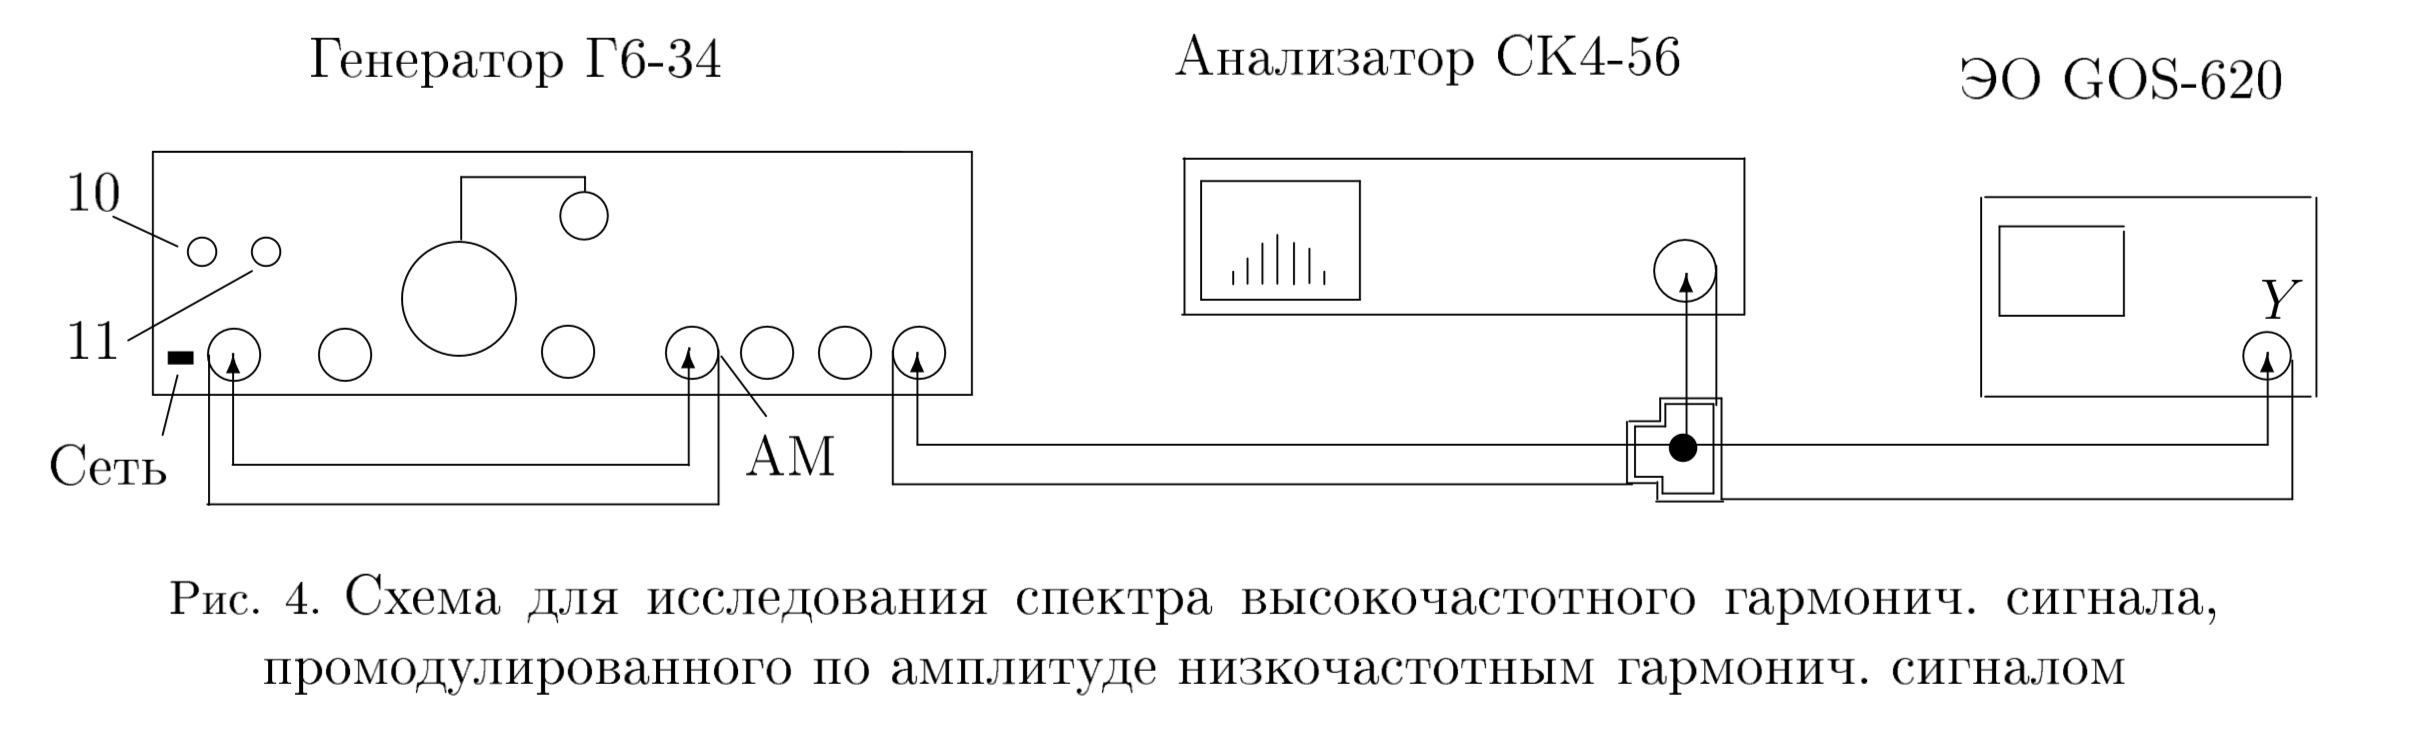 Генератор Г6-34
Анализатор СК4-56
ЭО GOS-620
10
11
Y
Сеть
АМ
Рис. 4. Схема для исследования спектра высокочастотного гармонич. сигнала,
промодулированного по амплитуде низкочастотным гармонич. сигналом